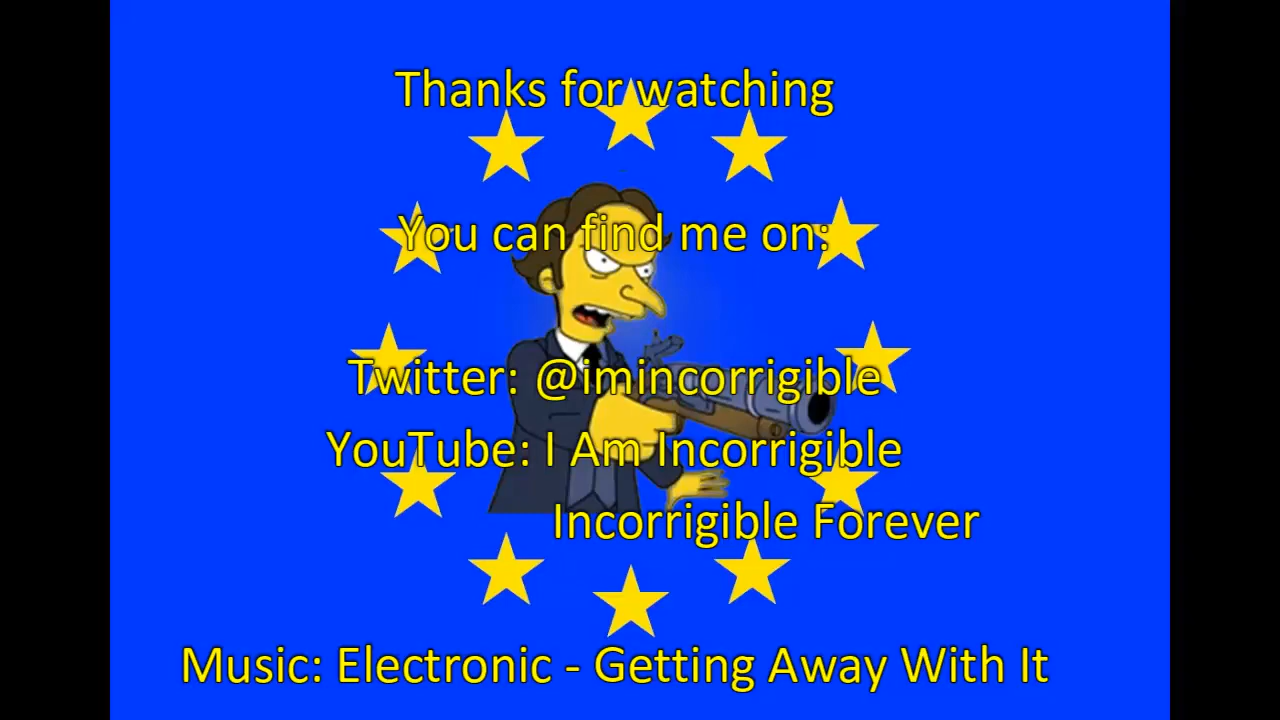 Thanks for watching
You can find me on:
Twitter: @imincorrigible
YouTube: I Am Incorrigible
Incorrigible Forever
Music: Electronic - Getting Away With It